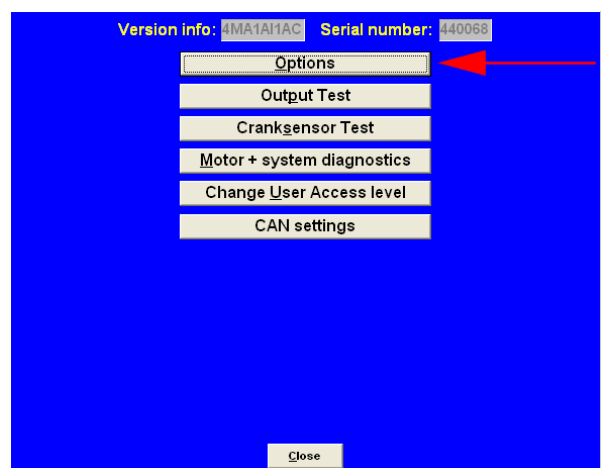 Version info: 4MA1AI1AC Serial number: 440068
Options
Output Test
Cranksensor Test
Motor + system diagnostics
Change User Access level
CAN settings
Close